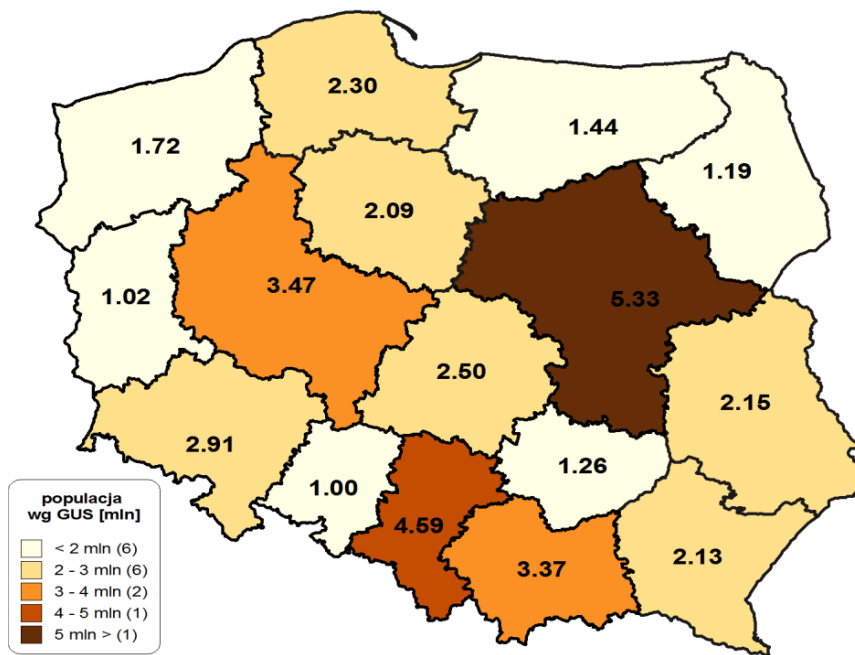 2.30
1.72
1.44
1.19
2.09
3.47
1.02
5.33
2.50
2.15
2.91
1.26
1.00
4.59
3.37
2.13
populacja
wg GUS [mln]
< 2 mln (6)
2 - 3 mln (6)
3 - 4 mln (2)
4 - 5 mln (1)
5 mln > (1)